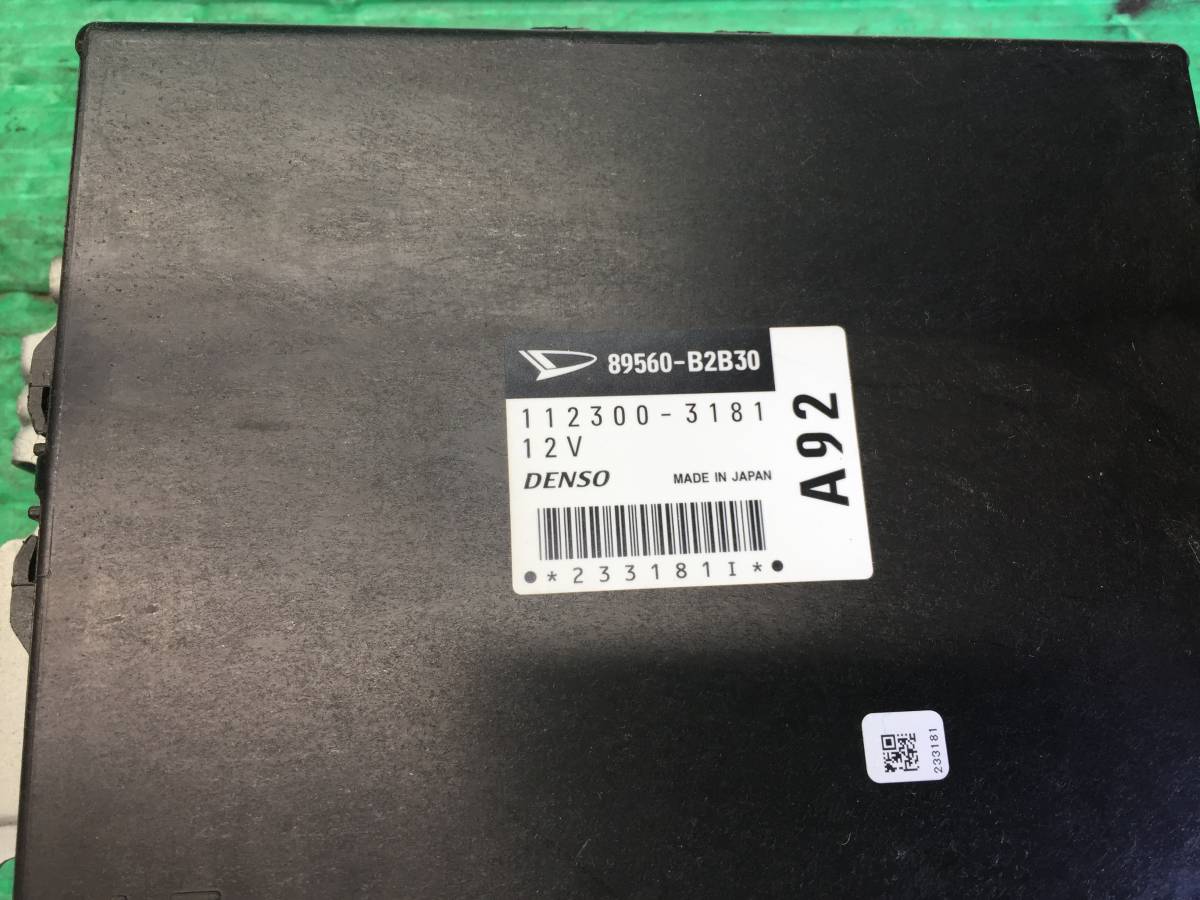 89560-B2B30
112300-3181
12V
DENSO MADE IN JAPAN
*233181I*
A92
233181